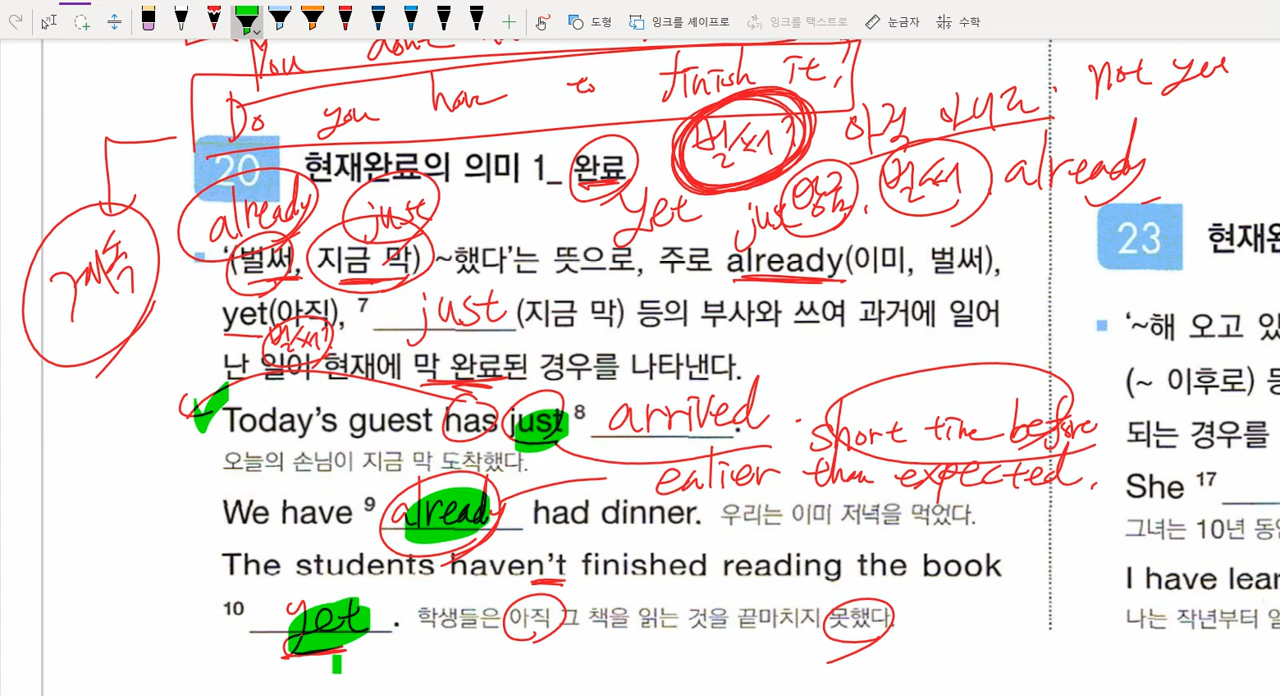 도형 잉크를 셰이프로 잉크를 텍스트로 눈금자 수학
You dont
Do you have to finish it!
not yet
벌써?
20 현재완료의 의미 1_ 완료
yet just 방금, 벌써 already
already just
'(벌써, 지금 막) ~했다'는 뜻으로, 주로 already(이미, 벌써),
yet(아직), 7 just (지금 막) 등의 부사와 쓰여 과거에 일어
벌써?
난 일이 현재에 막 완료된 경우를 나타낸다.
Today's guest has just 8 arrived.
short time before
오늘의 손님이 지금 막 도착했다.
ealier than expected.
We have 9 already had dinner. 우리는 이미 저녁을 먹었다.
The students haven't finished reading the book
10 yet. 학생들은 아직 그 책을 읽는 것을 끝마치지 못했다.
23 현재완
'~해 오고 있
(~ 이후로) 등
되는 경우를
She 17
그녀는 10년 동안
I have lear
나는 작년부터 일